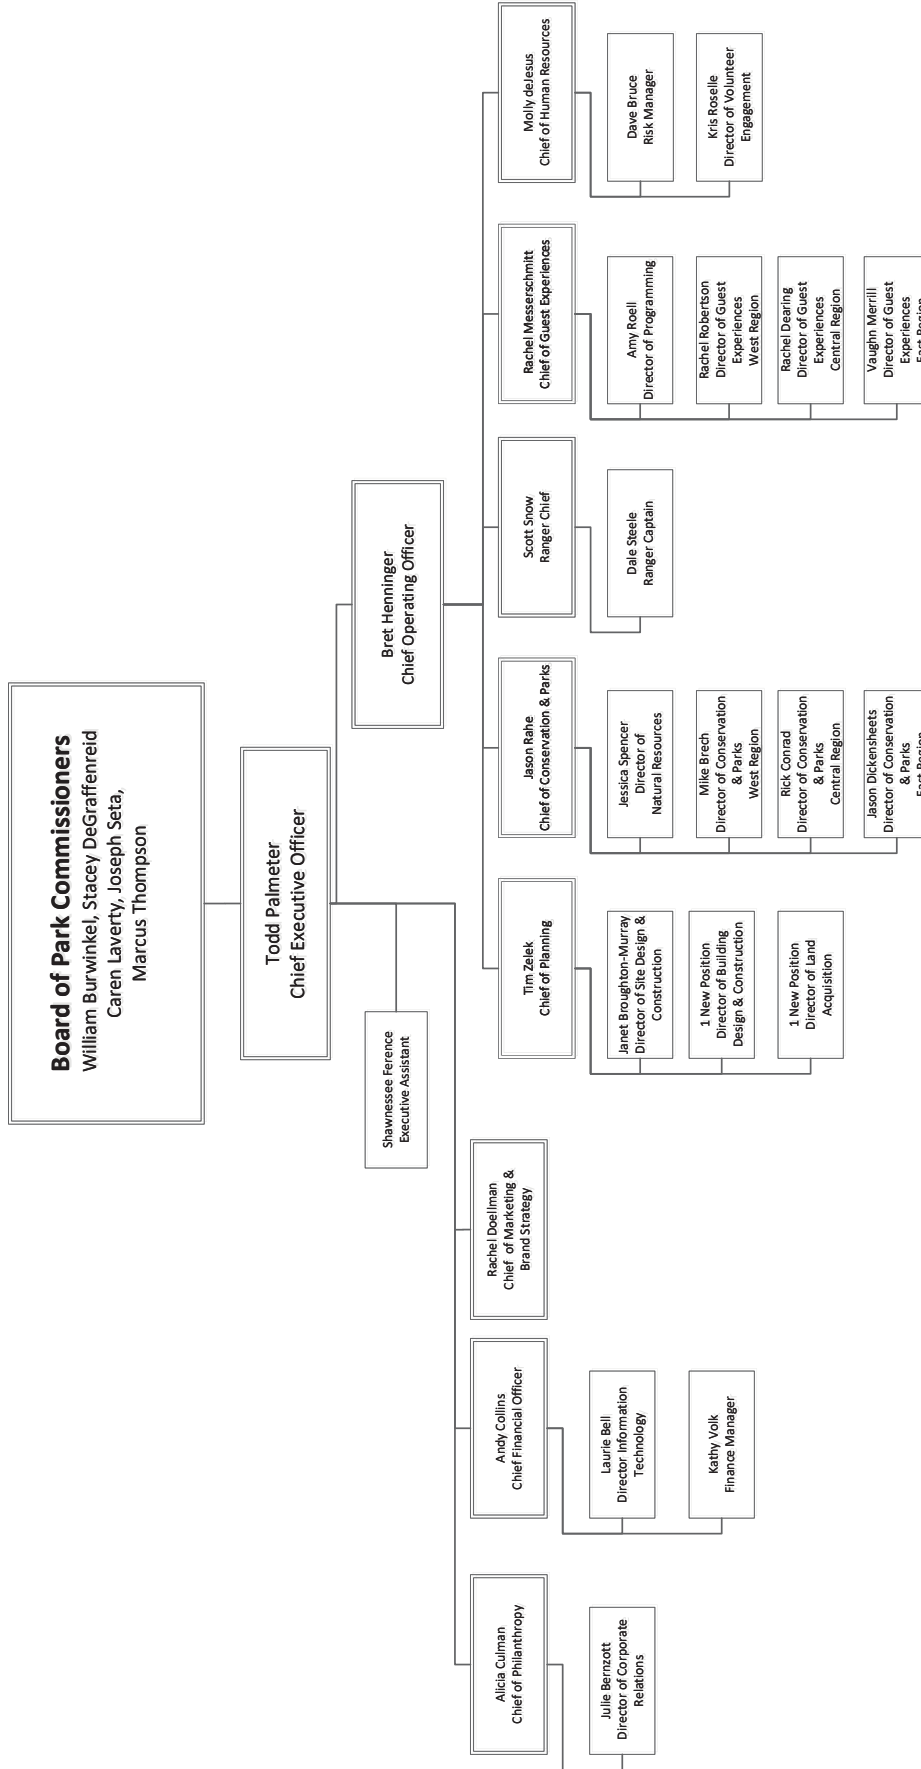 Board of Park Commissioners
William Burwinkel, Stacey DeGraffenreid
Caren Laverty, Joseph Seta,
Marcus Thompson
Todd Palmeter
Chief Executive Officer
Shawnessee Ference
Executive Assistant
Bret Henninger
Chief Operating Officer
Alicia Culman
Chief of Philanthropy
Julie Bernzott
Director of Corporate
Relations
Andy Collins
Chief Financial Officer
Laurie Bell
Director Information
Technology
Kathy Volk
Finance Manager
Rachel Doellman
Chief of Marketing &
Brand Strategy
Tim Zelek
Chief of Planning
Janet Broughton-Murray
Director of Site Design &
Construction
1 New Position
Director of Building
Design & Construction
1 New Position
Director of Land
Acquisition
Jason Rahe
Chief of Conservation & Parks
Jessica Spencer
Director of
Natural Resources
Mike Brech
Director of Conservation
& Parks
West Region
Rick Conrad
Director of Conservation
& Parks
Central Region
Jason Dickensheets
Director of Conservation
& Parks
East Region
Scott Snow
Ranger Chief
Dale Steele
Ranger Captain
Rachel Messerschmitt
Chief of Guest Experiences
Amy Roell
Director of Programming
Rachel Robertson
Director of Guest
Experiences
West Region
Rachel Dearing
Director of Guest
Experiences
Central Region
Vaughn Merrill
Director of Guest
Experiences
East Region
Molly deJesus
Chief of Human Resources
Dave Bruce
Risk Manager
Kris Roselle
Director of Volunteer
Engagement